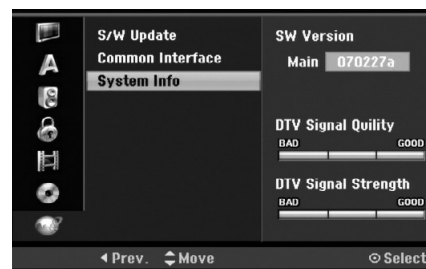 S/W Update
Common Interface
System Info
SW Version
Main 070227a
DTV Signal Quility
BAD GOOD
DTV Signal Strength
BAD GOOD
Prev. Move Select